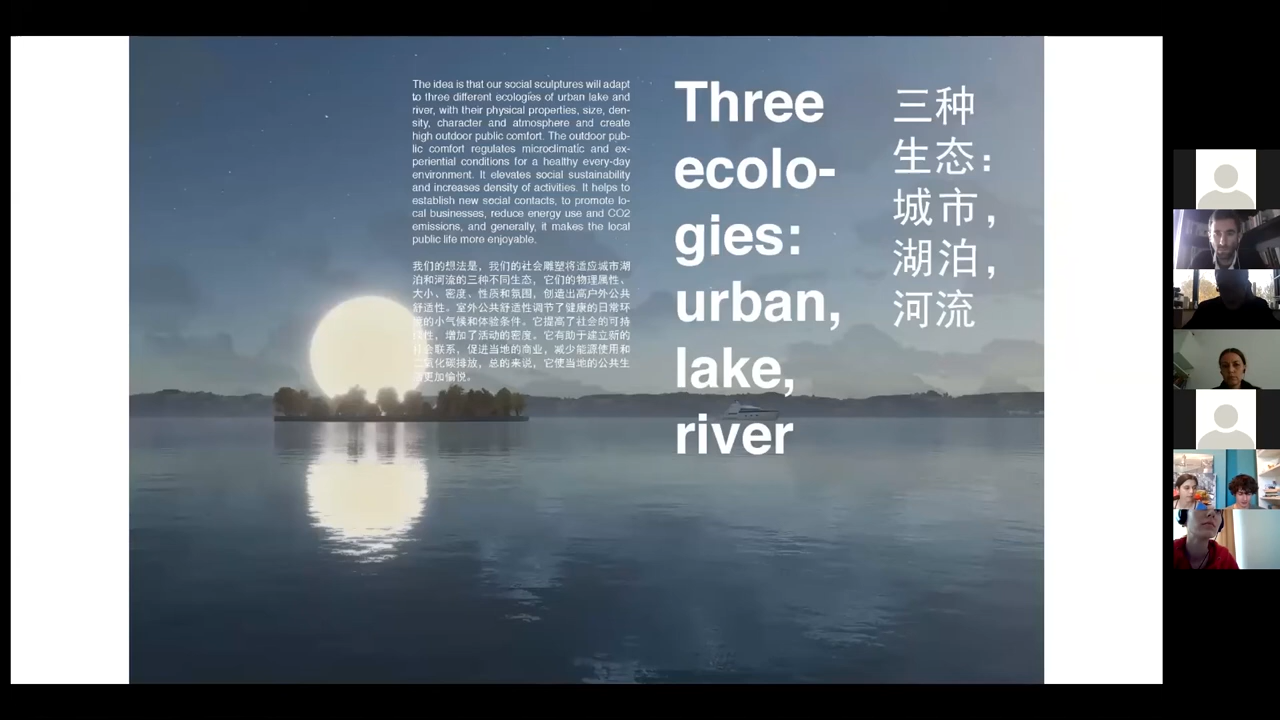 The idea is that our social sculptures will adapt
to three different ecologies of urban lake and
river, with their physical properties, size, den-
sity, character and atmosphere and create
high outdoor public comfort. The outdoor pub-
lic comfort regulates microclimatic and ex-
periential conditions for a healthy every-day
environment. It elevates social sustainability
and increases density of activities. It helps to
establish new social contacts, to promote lo-
cal businesses, reduce energy use and CO2
emissions, and generally, it makes the local
public life more enjoyable.
我们的想法是，我们的社会雕塑将适应城市湖
泊和河流的三种不同生态，它们的物理属性、
大小、密度、性质和氛围，创造出高户外公共
舒适性。室外公共舒适性调节了健康的日常环
境的小气候和体验条件。它提高了社会的可持
续性，增加了活动的密度。它有助于建立新的
社会联系，促进当地的商业，减少能源使用和
二氧化碳排放，总的来说，它使当地的公共生
活更加愉悦。
Three
ecolo-
gies:
urban,
lake,
river
三种
生态：
城市，
湖泊，
河流